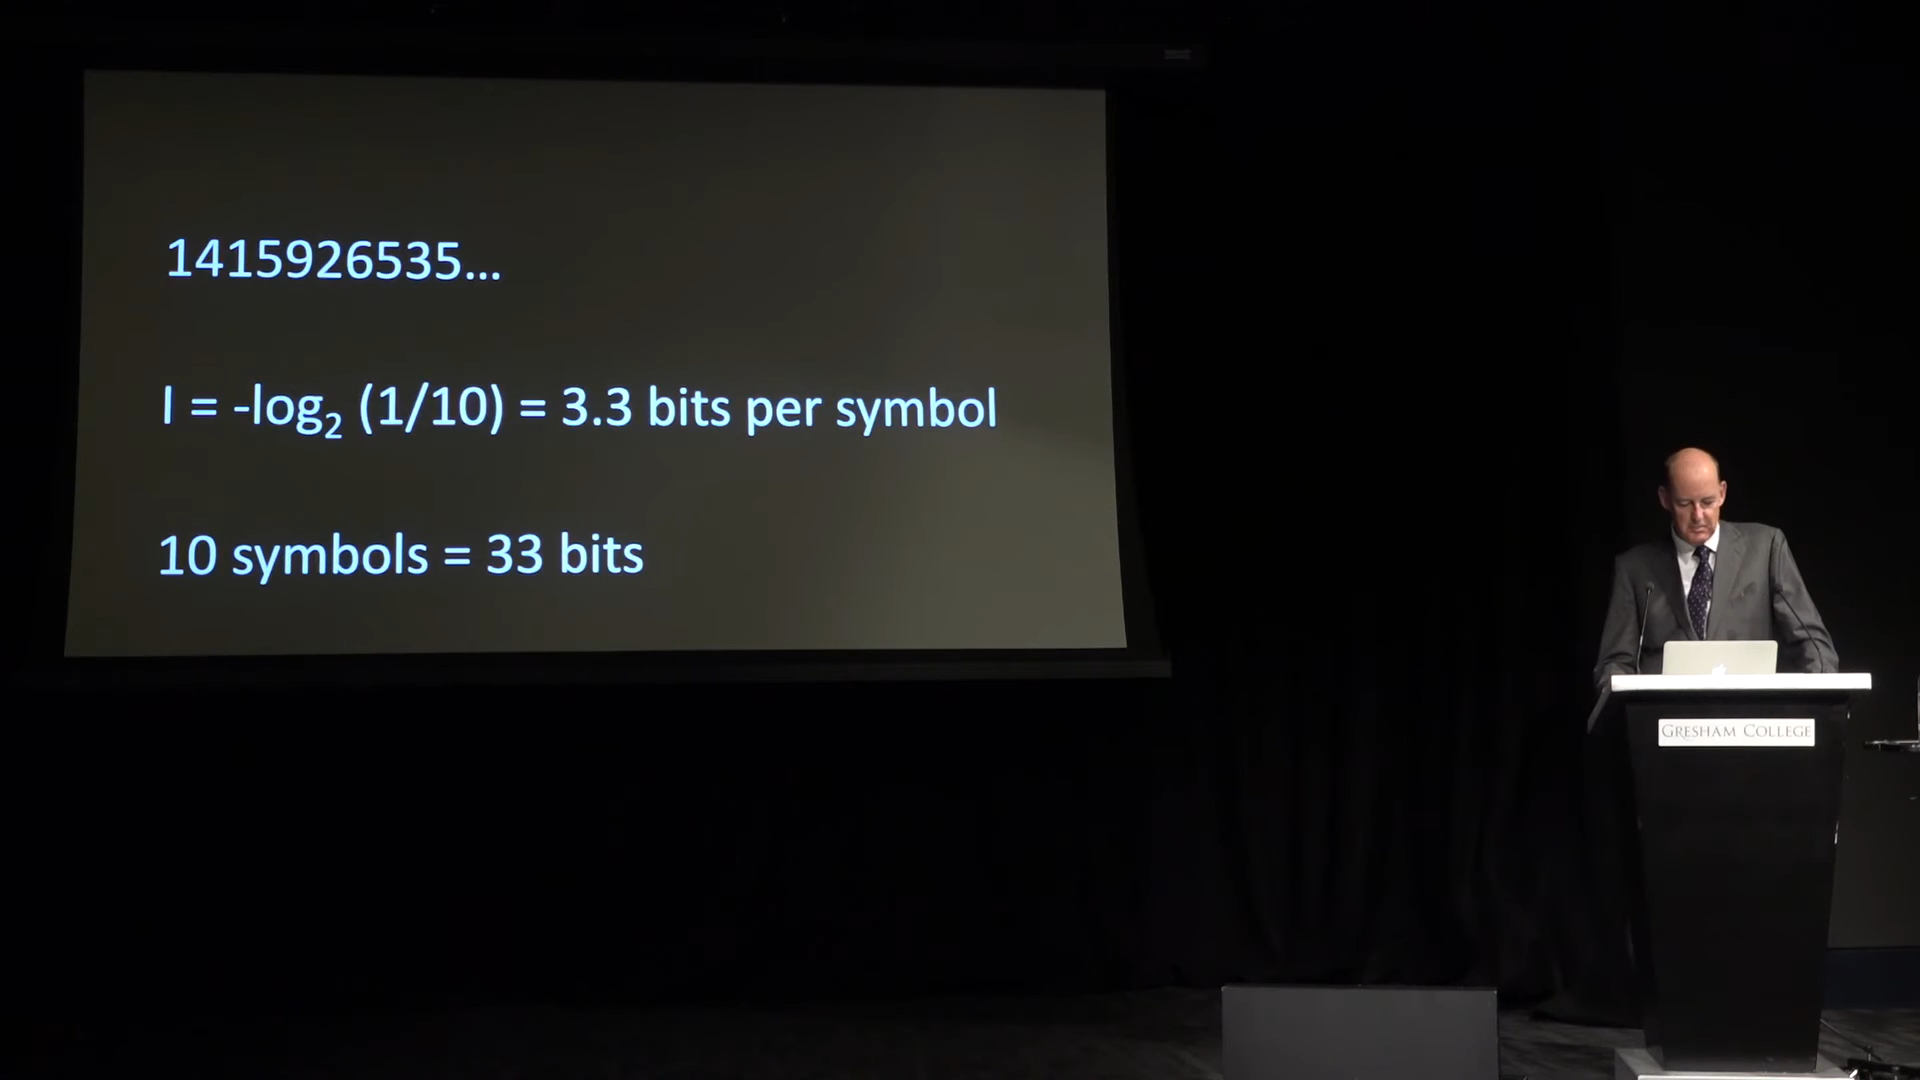 1415926535...
I = -log₂ (1/10) = 3.3 bits per symbol
10 symbols = 33 bits
GRESHAM COLLEGE